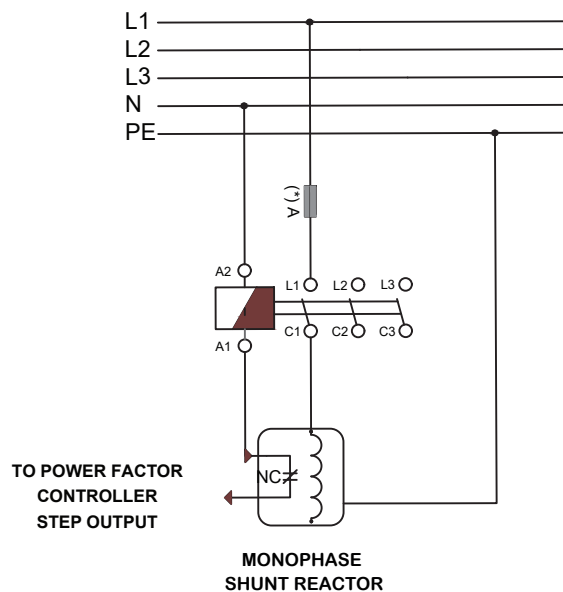 L1
L2
L3
N
PE
(*) A
A2
L1 L2 L3
A1
C1 C2 C3
NC
TO POWER FACTOR
CONTROLLER
STEP OUTPUT
MONOPHASE
SHUNT REACTOR